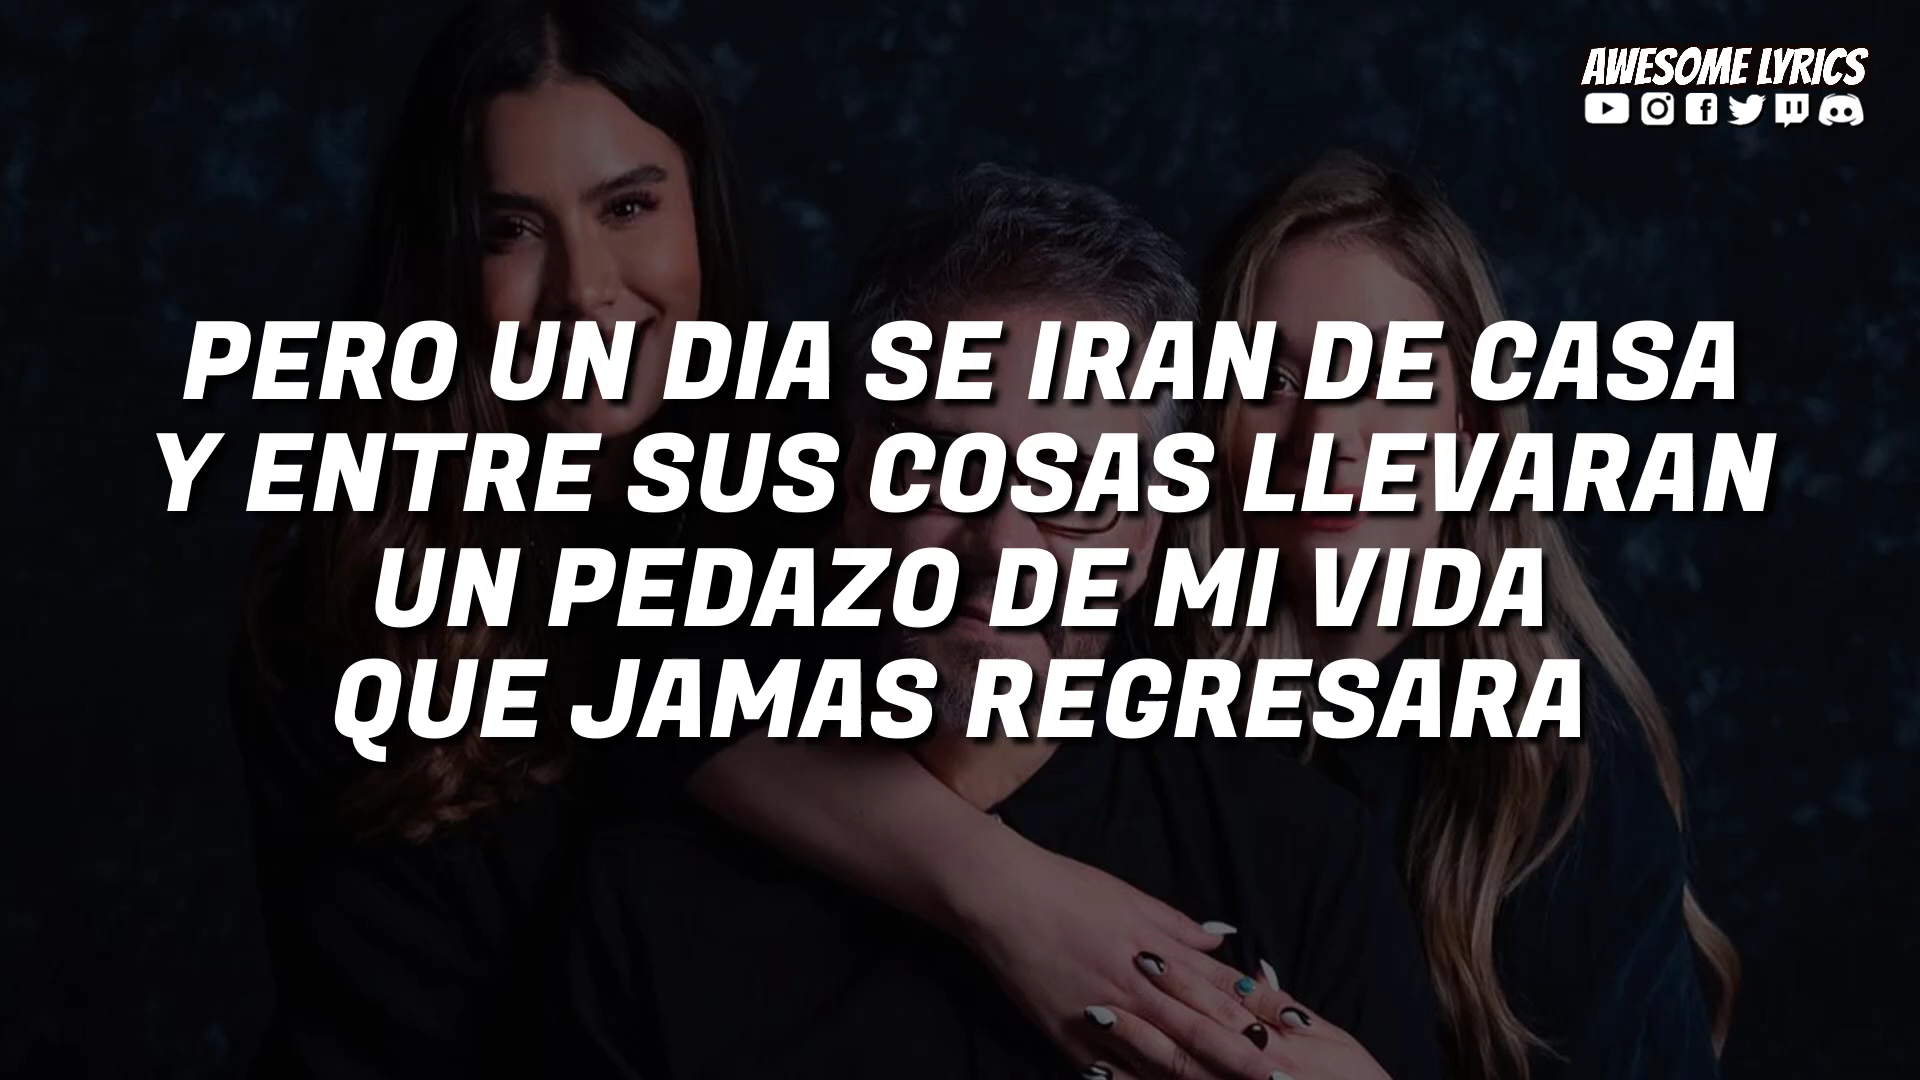 AWESOME LYRICS
PERO UN DIA SE IRAN DE CASA
Y ENTRE SUS COSAS LLEVARAN
UN PEDAZO DE MI VIDA
QUE JAMAS REGRESARA